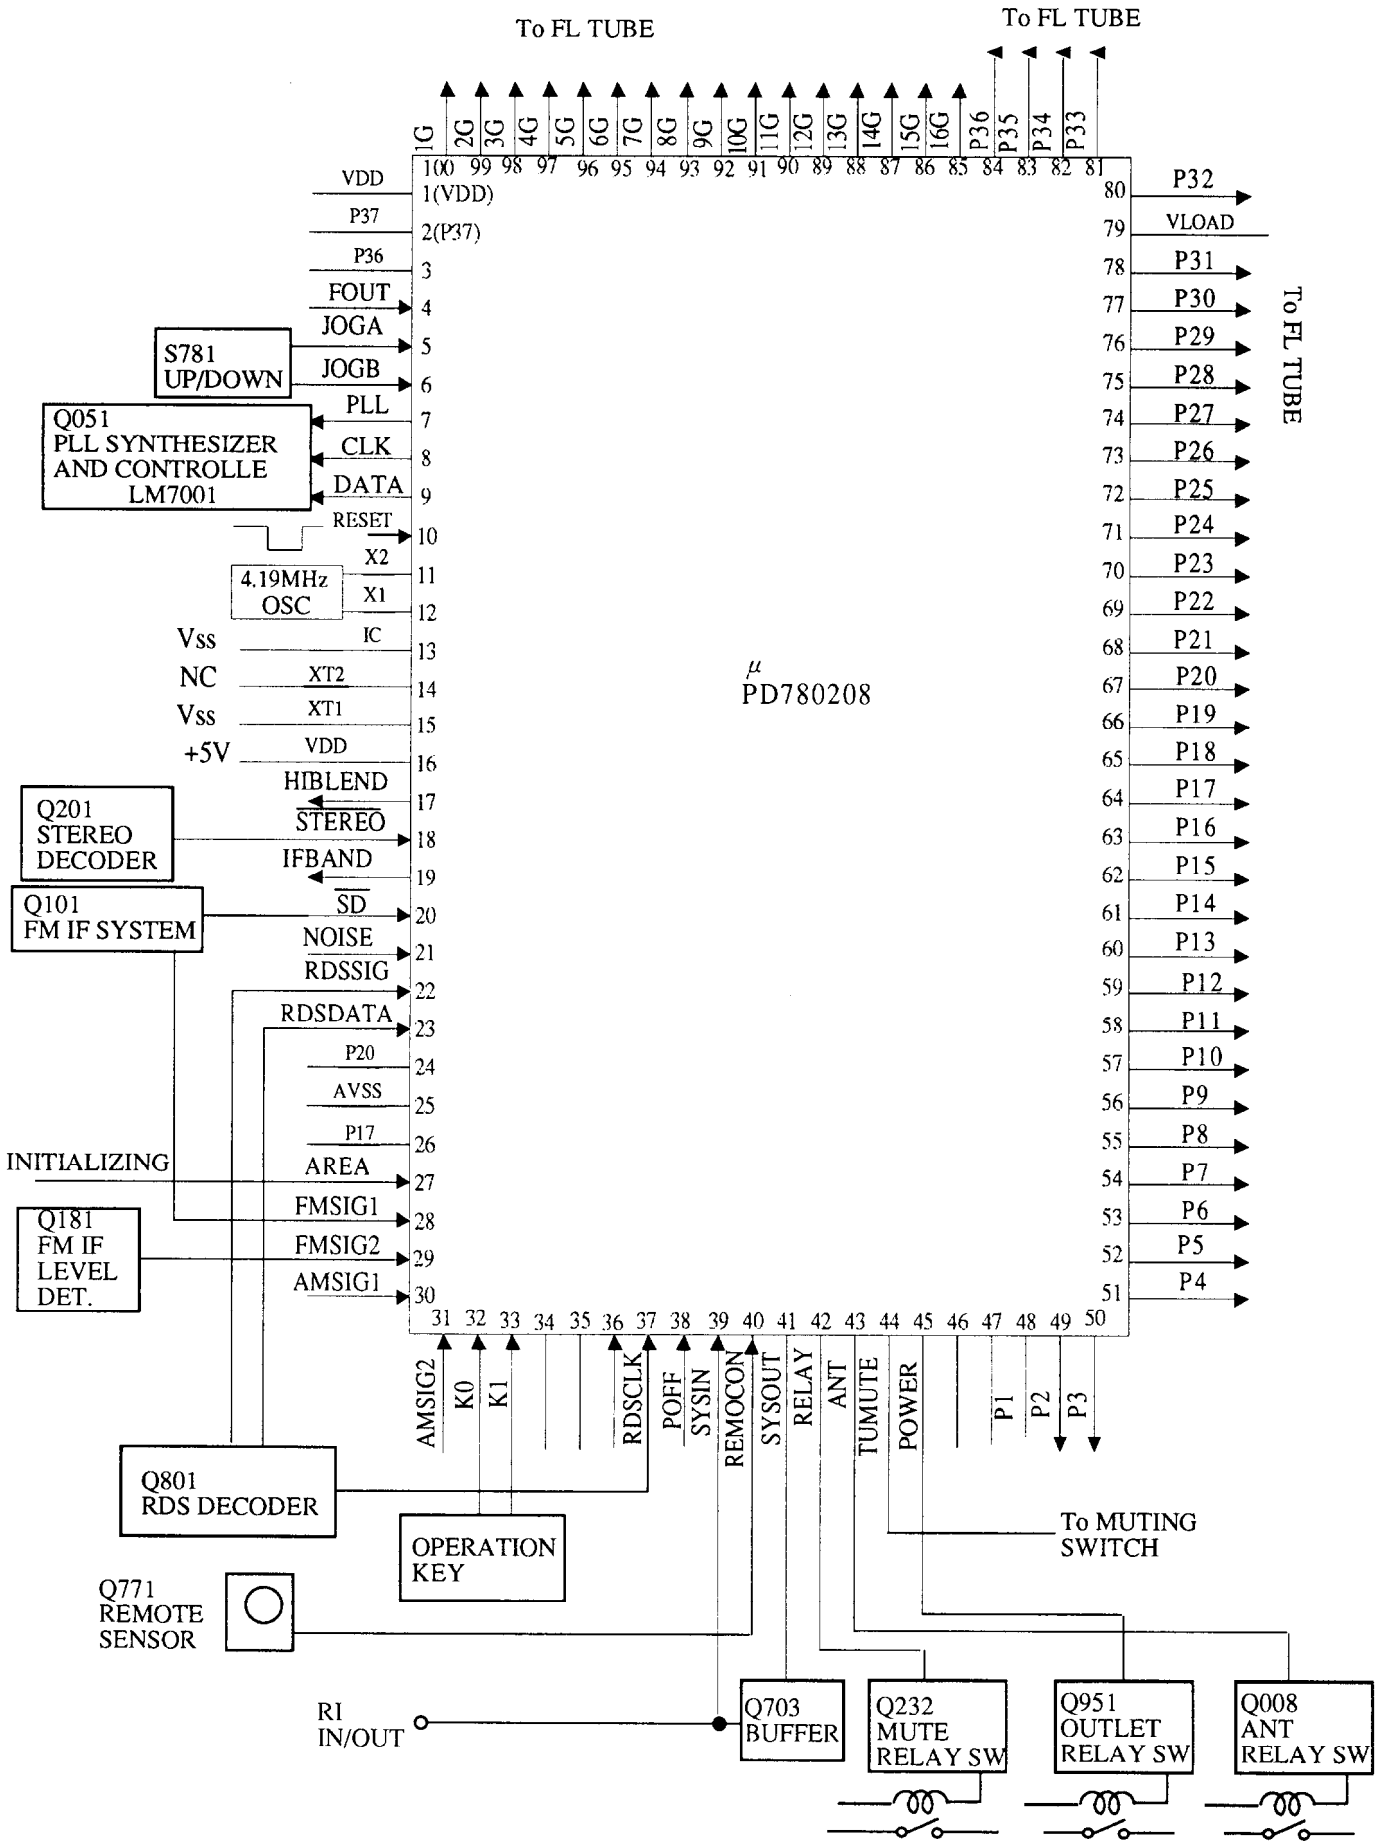 To FL TUBE
To FL TUBE
1G 2G 3G 4G 5G 6G 7G 8G 9G 10G 11G 12G 13G 14G 15G 16G P36 P35 P34 P33
100 99 98 97 96 95 94 93 92 91 90 89 88 87 86 85 84 83 82 81
VDD 1(VDD)
P37 2(P37)
P36 3
FOUT 4
JOGA 5
S781
UP/DOWN
JOGB 6
PLL 7
Q051
PLL SYNTHESIZER
AND CONTROLLE
LM7001
CLK 8
DATA 9
RESET 10
X2 11
4.19MHz
OSC
X1 12
Vss IC 13
NC XT2 14
Vss XT1 15
+5V VDD 16
HIBLEND 17
Q201
STEREO
DECODER
STEREO 18
IFBAND 19
Q101
FM IF SYSTEM
SD 20
NOISE 21
RDSSIG 22
RDSDATA 23
P20 24
AVSS 25
P17 26
INITIALIZING AREA 27
FMSIG1 28
Q181
FM IF
LEVEL
DET.
FMSIG2 29
AMSIG1 30
μ
PD780208
80 P32
79 VLOAD
78 P31
77 P30
76 P29
75 P28
74 P27
73 P26
72 P25
71 P24
70 P23
69 P22
68 P21
67 P20
66 P19
65 P18
64 P17
63 P16
62 P15
61 P14
60 P13
59 P12
58 P11
57 P10
56 P9
55 P8
54 P7
53 P6
52 P5
51 P4
To FL TUBE
31 32 33 34 35 36 37 38 39 40 41 42 43 44 45 46 47 48 49 50
AMSIG2 K0 K1 RDSCLK POFF SYSIN REMOCON SYSOUT RELAY ANT TUMUTE POWER P1 P2 P3
Q801
RDS DECODER
OPERATION
KEY
To MUTING
SWITCH
Q771
REMOTE
SENSOR
RI
IN/OUT
Q703
BUFFER
Q232
MUTE
RELAY SW
Q951
OUTLET
RELAY SW
Q008
ANT
RELAY SW